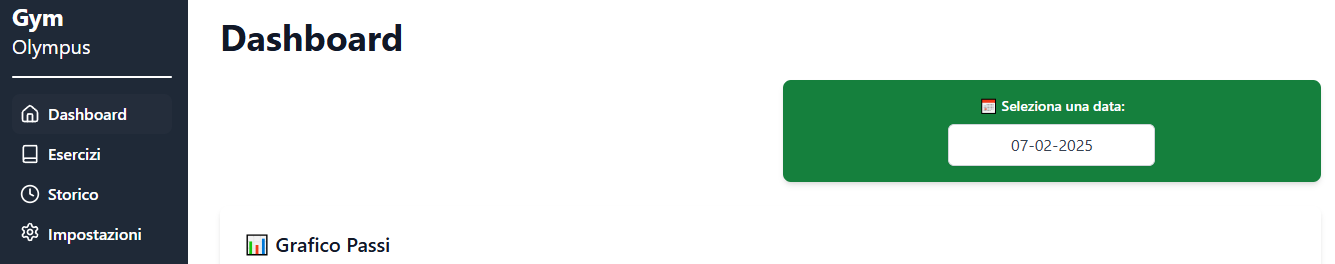 Gym
Olympus
Dashboard
Esercizi
Storico
Impostazioni
Dashboard
Seleziona una data:
07-02-2025
Grafico Passi